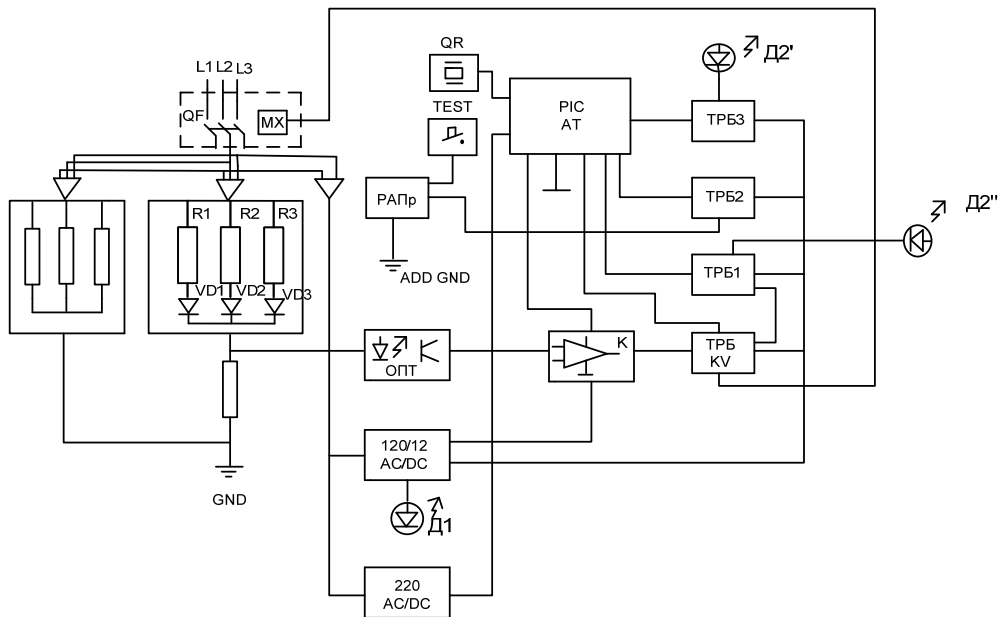 QR
L1 L2 L3
Д2'
MX
QF
TEST
PIC
AT
ТРБ3
РАПр
ТРБ2
Д2''
R1 R2 R3
ADD GND
ТРБ1
VD1 VD2 VD3
ОПТ
K
ТРБ
KV
120/12
AC/DC
GND
Д1
220
AC/DC